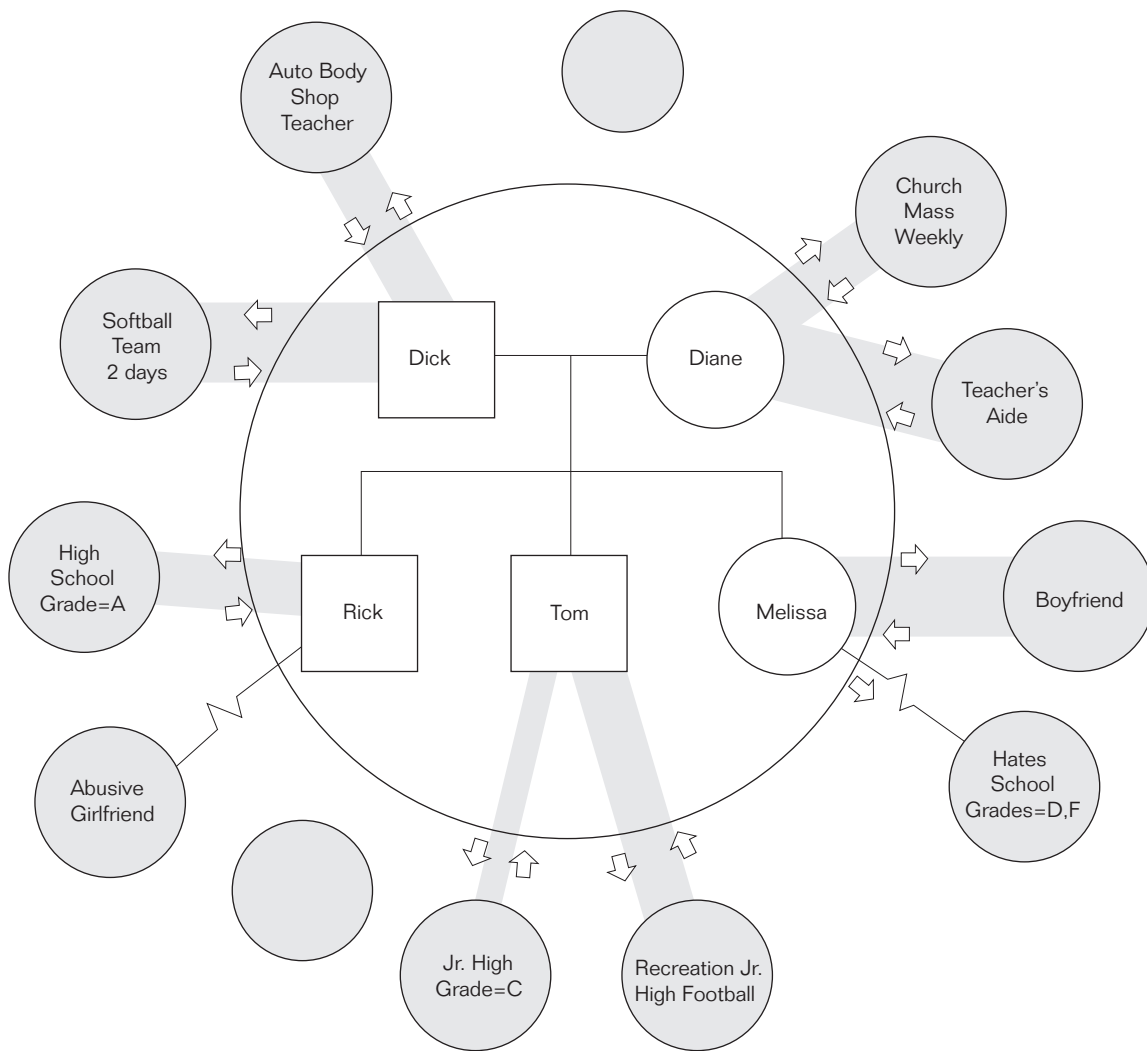 Auto Body
Shop
Teacher
Church
Mass
Weekly
Softball
Team
2 days
Dick
Diane
Teacher's
Aide
High
School
Grade=A
Rick
Tom
Melissa
Boyfriend
Abusive
Girlfriend
Hates
School
Grades=D,F
Jr. High
Grade=C
Recreation Jr.
High Football